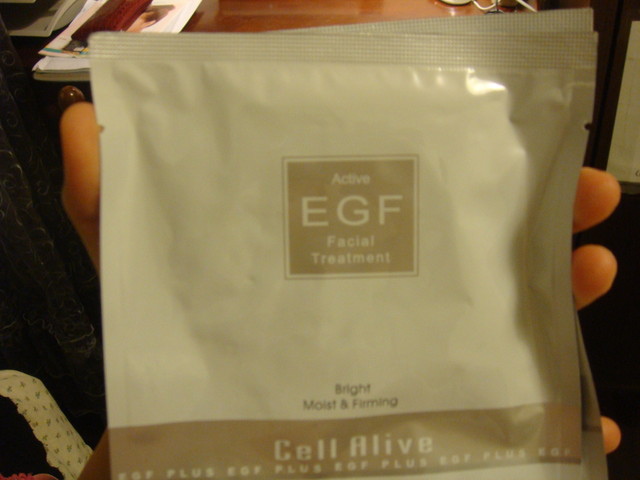 Active
EGF
Facial
Treatment
Bright
Moist & Firming
Cell Alive
EGF PLUS EGF PLUS EGF PLUS EGF PLUS EGF